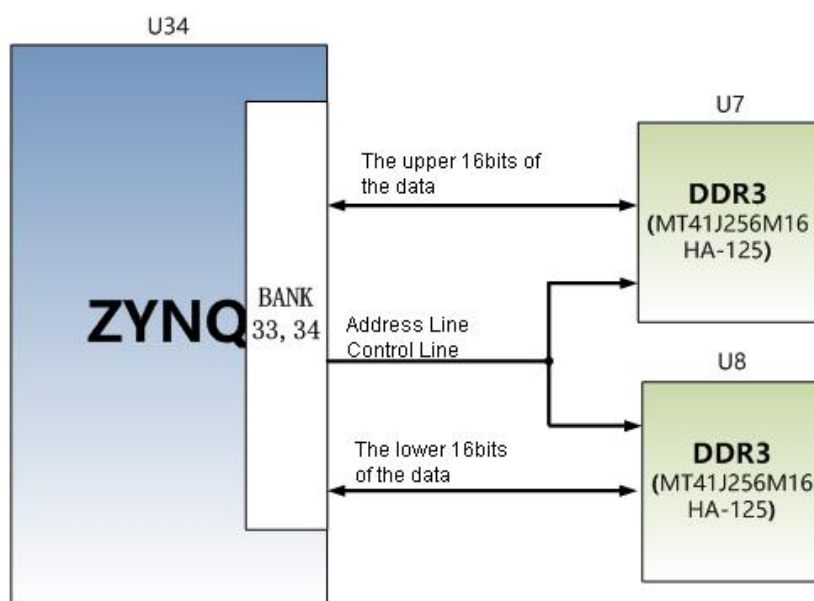 U34
U7
The upper 16bits of
the data
DDR3
(MT41J256M16
HA-125)
ZYNQ
BANK
33, 34
Address Line
Control Line
U8
The lower 16bits
of the data
DDR3
(MT41J256M16
HA-125)